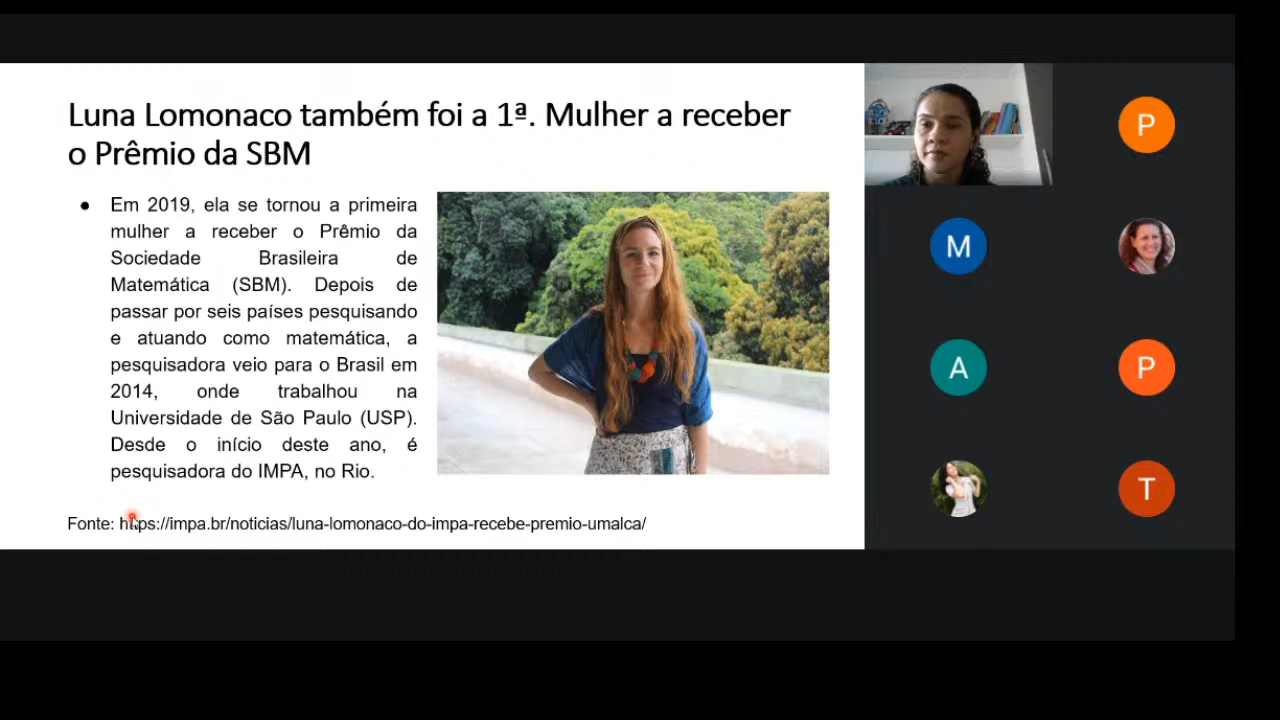 Luna Lomonaco também foi a 1ª. Mulher a receber
o Prêmio da SBM
● Em 2019, ela se tornou a primeira
mulher a receber o Prêmio da
Sociedade Brasileira de
Matemática (SBM). Depois de
passar por seis países pesquisando
e atuando como matemática, a
pesquisadora veio para o Brasil em
2014, onde trabalhou na
Universidade de São Paulo (USP).
Desde o início deste ano, é
pesquisadora do IMPA, no Rio.
Fonte: https://impa.br/noticias/luna-lomonaco-do-impa-recebe-premio-umalca/
P
M
A
P
T